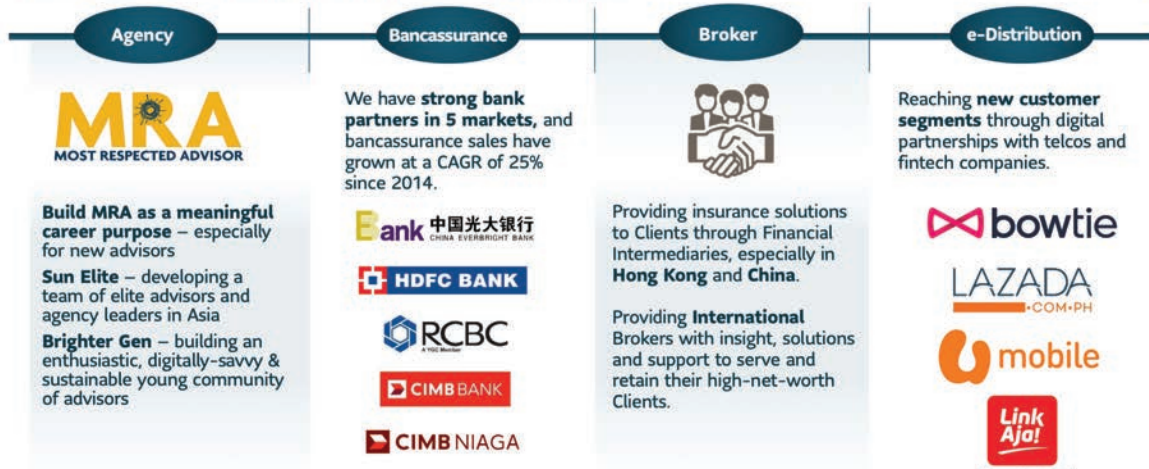 Agency
MRA
MOST RESPECTED ADVISOR
Build MRA as a meaningful
career purpose – especially
for new advisors
Sun Elite – developing a
team of elite advisors and
agency leaders in Asia
Brighter Gen – building an
enthusiastic, digitally-savvy &
sustainable young community
of advisors
Bancassurance
We have strong bank
partners in 5 markets, and
bancassurance sales have
grown at a CAGR of 25%
since 2014.
Bank 中国光大银行
CHINA EVERBRIGHT BANK
HDFC BANK
RCBC
A YGC Member
CIMB BANK
CIMB NIAGA
Broker
Providing insurance solutions
to Clients through Financial
Intermediaries, especially in
Hong Kong and China.
Providing International
Brokers with insight, solutions
and support to serve and
retain their high-net-worth
Clients.
e-Distribution
Reaching new customer
segments through digital
partnerships with telcos and
fintech companies.
bowtie
LAZADA
•COM•PH
mobile
Link
Aja!